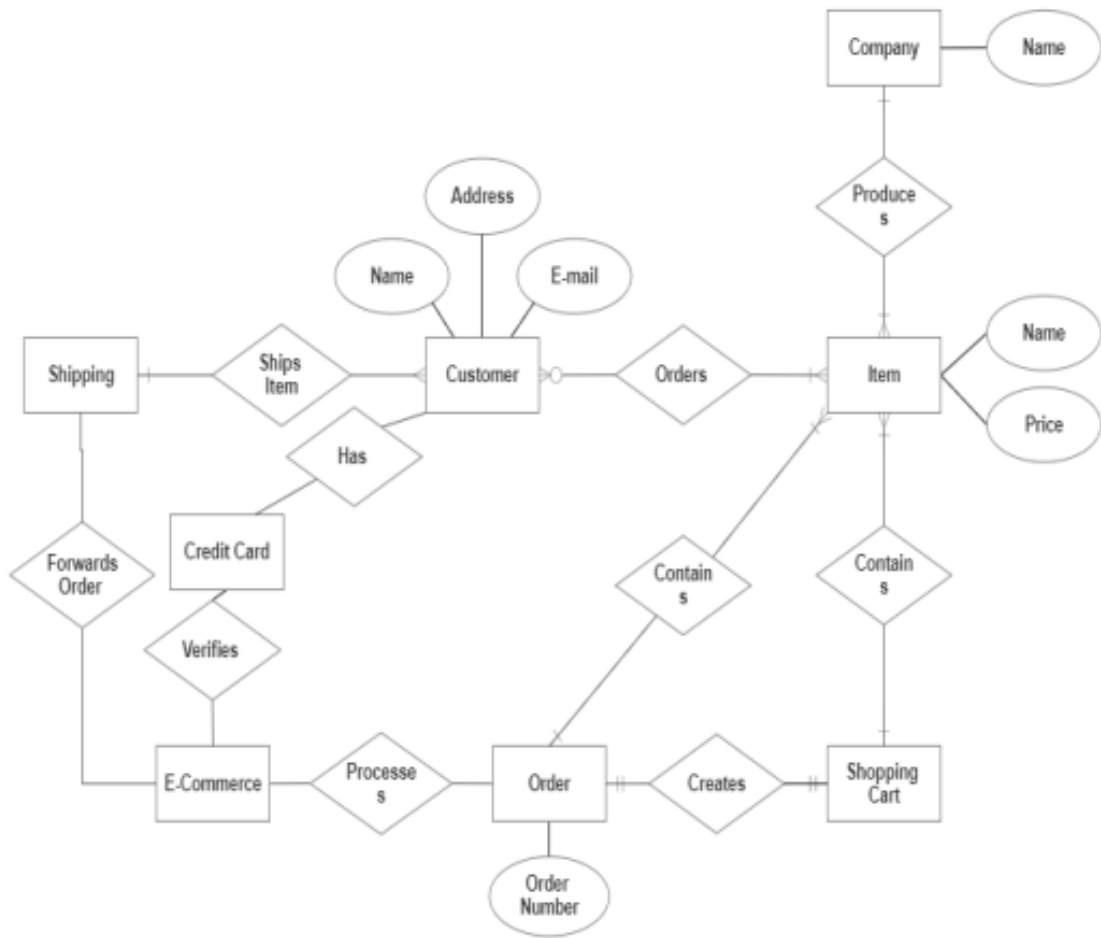 Company
Name
Produce
s
Address
Name
E-mail
Shipping
Ships
Item
Customer
Orders
Item
Name
Price
Has
Credit Card
Forwards
Order
Contain
s
Contain
s
Verifies
E-Commerce
Processe
s
Order
Creates
Shopping
Cart
Order
Number